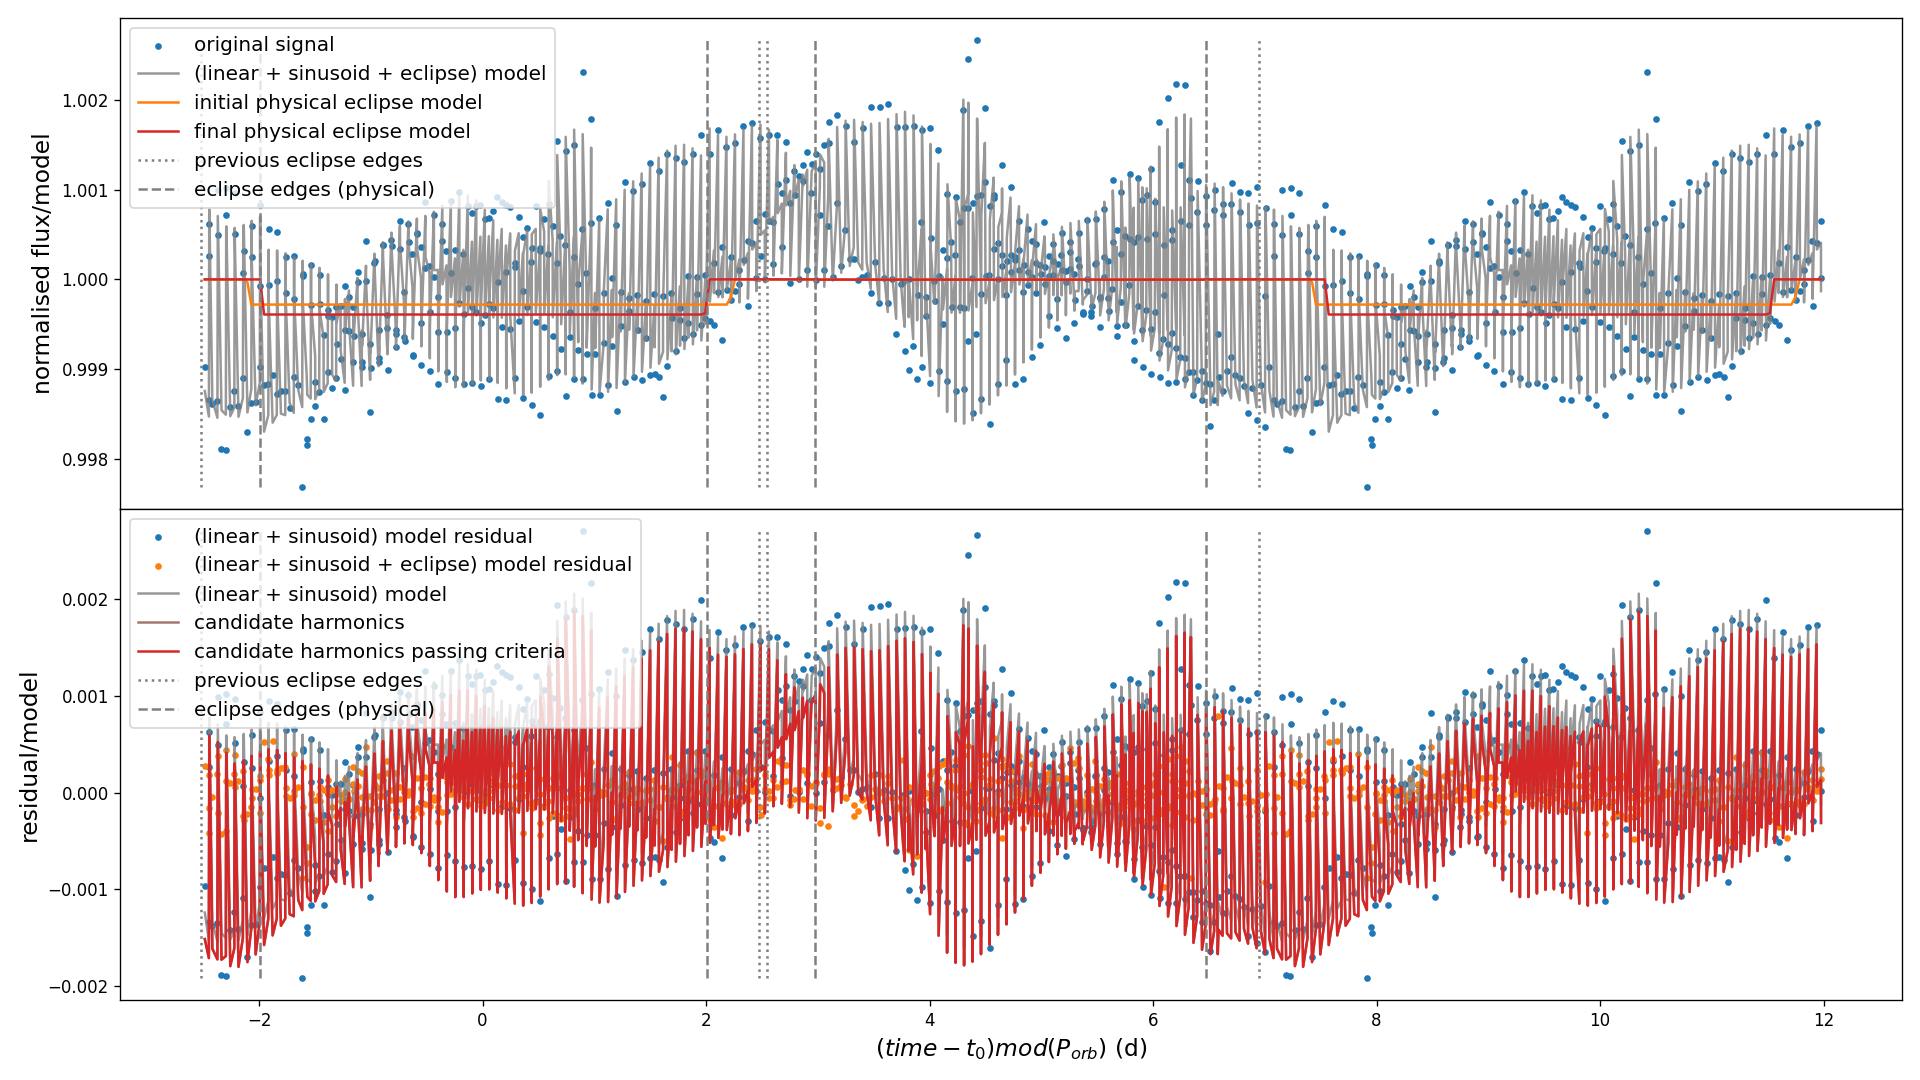 original signal
(linear + sinusoid + eclipse) model
initial physical eclipse model
final physical eclipse model
previous eclipse edges
eclipse edges (physical)
normalised flux/model
1.002
1.001
1.000
0.999
0.998
(linear + sinusoid) model residual
(linear + sinusoid + eclipse) model residual
(linear + sinusoid) model
candidate harmonics
candidate harmonics passing criteria
previous eclipse edges
eclipse edges (physical)
residual/model
0.002
0.001
0.000
−0.001
−0.002
−2 0 2 4 6 8 10 12
(time − t₀)mod(P_orb) (d)